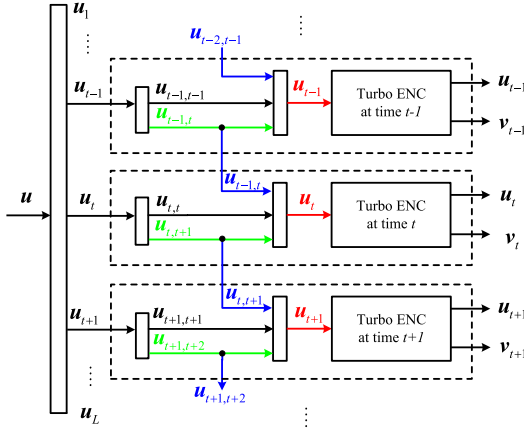 u_1
⋮ ⋮
u_{t−2,t−1}
u_{t−1} u_{t−1,t−1} u_{t−1} Turbo ENC u_{t−1}
u_{t−1,t} at time t-1 v_{t−1}
u_{t−1,t}
u u_t u_{t,t} u_t Turbo ENC u_t
u_{t,t+1} at time t v_t
u_{t,t+1}
u_{t+1} u_{t+1,t+1} u_{t+1} Turbo ENC u_{t+1}
u_{t+1,t+2} at time t+1 v_{t+1}
⋮ u_{t+1,t+2}
u_L ⋮